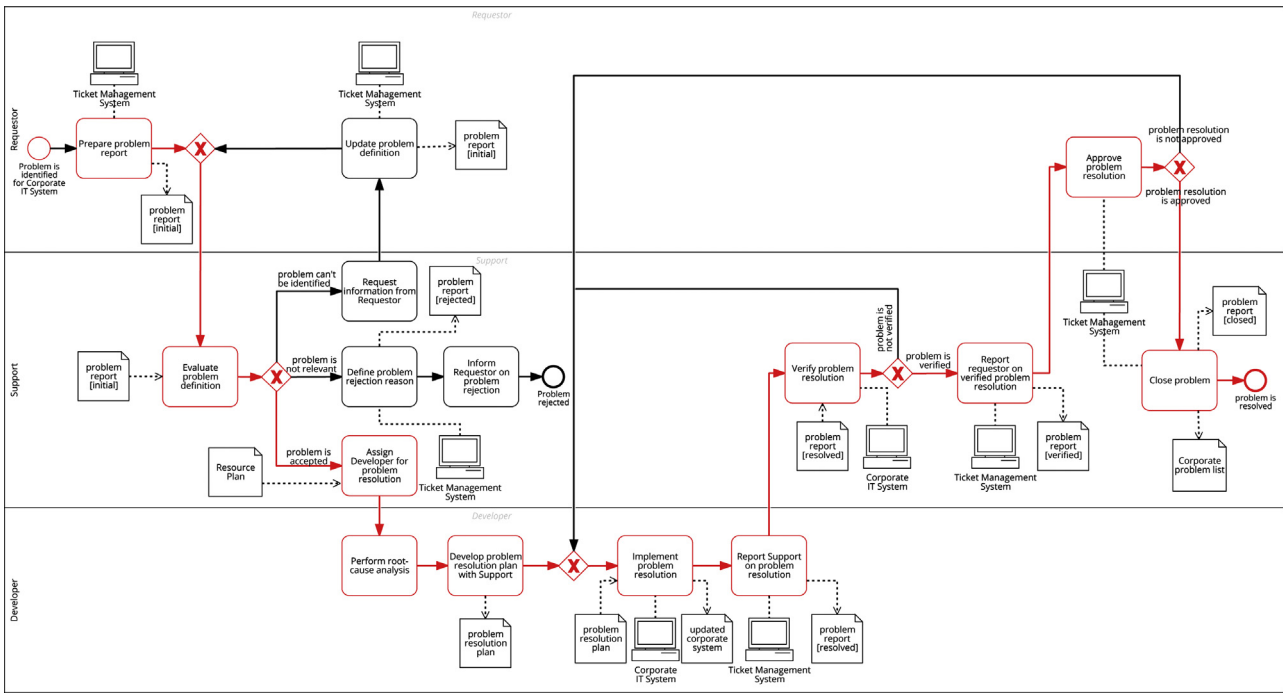 Requestor
Requestor
Ticket Management
System
Prepare problem
report
Problem is
identified
for Corporate
IT System
problem
report
[initial]
Ticket Management
System
Update problem
definition
problem
report
[initial]
Approve
problem
resolution
problem resolution
is not approved
problem resolution
is approved
Support
Support
problem
report
[initial]
Evaluate
problem
definition
problem can't
be identified
Request
information from
Requestor
problem
report
[rejected]
problem is
not relevant
Define problem
rejection reason
Inform
Requestor on
problem
rejection
Problem
rejected
problem is
accepted
Resource
Plan
Assign
Developer for
problem
resolution
Ticket Management
System
Verify problem
resolution
problem
report
[resolved]
Corporate
IT System
problem is
not verified
problem is
verified
Report
requestor on
verified problem
resolution
Ticket Management
System
problem
report
[verified]
Ticket Management
System
problem
report
[closed]
Close problem
problem is
resolved
Corporate
problem list
Developer
Developer
Perform root-
cause analysis
Develop problem
resolution plan
with Support
problem
resolution
plan
Implement
problem
resolution
problem
resolution
plan
Corporate
IT System
updated
corporate
system
Report Support
on problem
resolution
Ticket Management
System
problem
report
[resolved]